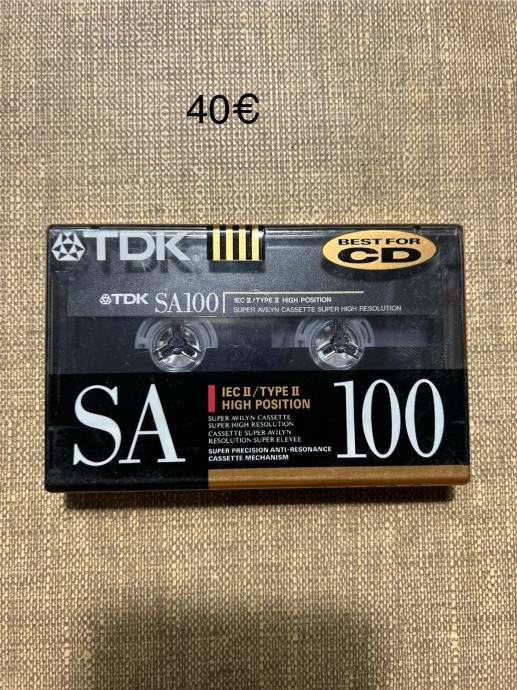 40€
TDK
BEST FOR
CD
TDK SA100
IEC II/TYPE II HIGH POSITION
SUPER AVILYN CASSETTE SUPER HIGH RESOLUTION
SA
IEC II/TYPE II
HIGH POSITION
SUPER AVILYN CASSETTE
SUPER HIGH RESOLUTION
CASSETTE SUPER AVILYN
RESOLUTION SUPER ELEVEE
SUPER PRECISION ANTI-RESONANCE
CASSETTE MECHANISM
100